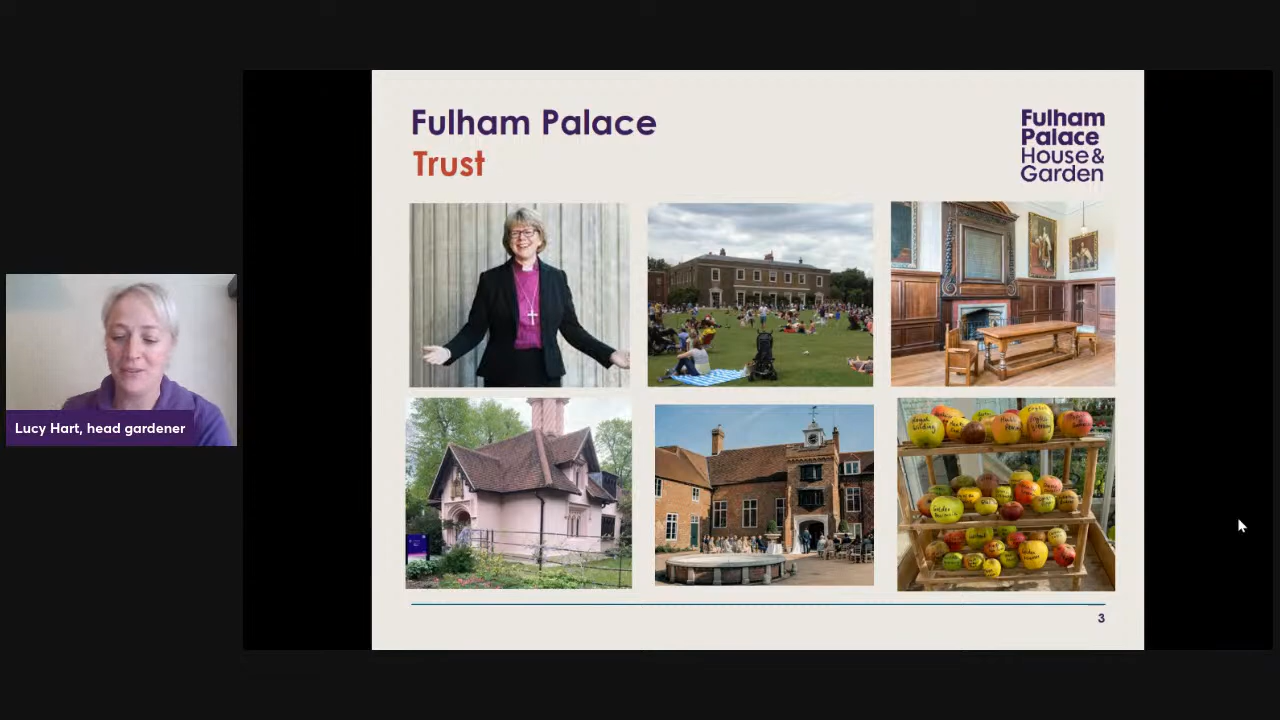 Fulham Palace
Trust
Fulham
Palace
House &
Garden
Lucy Hart, head gardener
3